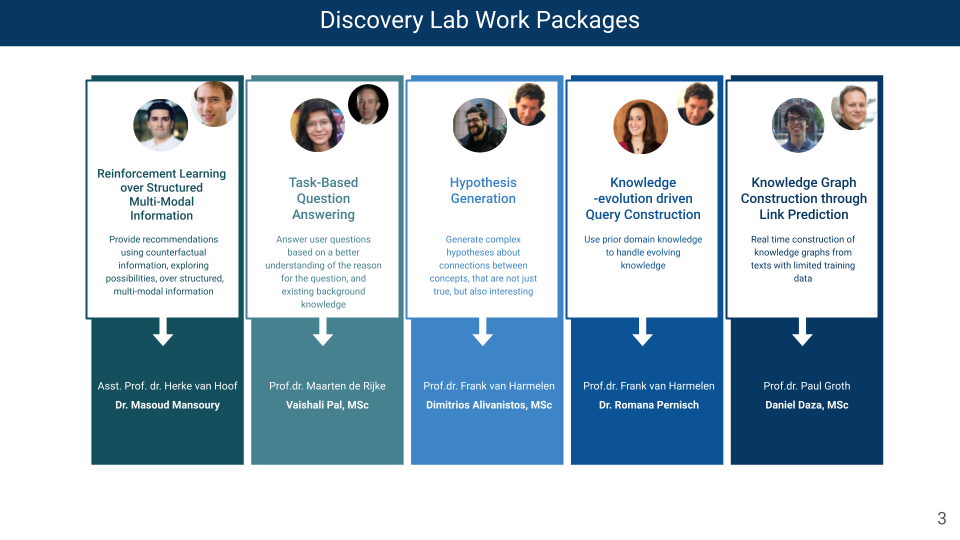 Discovery Lab Work Packages
Reinforcement Learning
over Structured
Multi-Modal
Information
Provide recommendations
using counterfactual
information, exploring
possibilities, over structured,
multi-modal information
Asst. Prof. dr. Herke van Hoof
Dr. Masoud Mansoury
Task-Based
Question
Answering
Answer user questions
based on a better
understanding of the reason
for the question, and
existing background
knowledge
Prof.dr. Maarten de Rijke
Vaishali Pal, MSc
Hypothesis
Generation
Generate complex
hypotheses about
connections between
concepts, that are not just
true, but also interesting
Prof.dr. Frank van Harmelen
Dimitrios Alivanistos, MSc
Knowledge
-evolution driven
Query Construction
Use prior domain knowledge
to handle evolving
knowledge
Prof.dr. Frank van Harmelen
Dr. Romana Pernisch
Knowledge Graph
Construction through
Link Prediction
Real time construction of
knowledge graphs from
texts with limited training
data
Prof.dr. Paul Groth
Daniel Daza, MSc
3